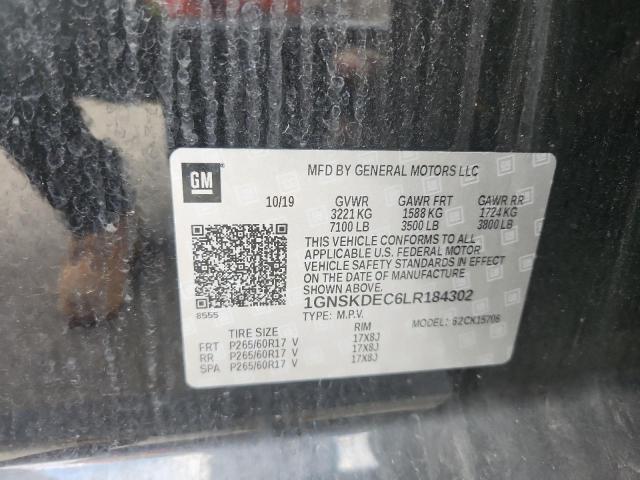 GM
MFD BY GENERAL MOTORS LLC
10/19 GVWR GAWR FRT GAWR RR
3221 KG 1588 KG 1724 KG
7100 LB 3500 LB 3800 LB
THIS VEHICLE CONFORMS TO ALL
APPLICABLE U.S. FEDERAL MOTOR
VEHICLE SAFETY STANDARDS IN EFFECT
ON THE DATE OF MANUFACTURE
SHOWN ABOVE.
1GNSKDEC6LR184302
8555
TYPE: M.P.V. MODEL: 62CK15706
TIRE SIZE RIM
FRT P265/60R17 V 17X8J
RR P265/60R17 V 17X8J
SPA P265/60R17 V 17X8J